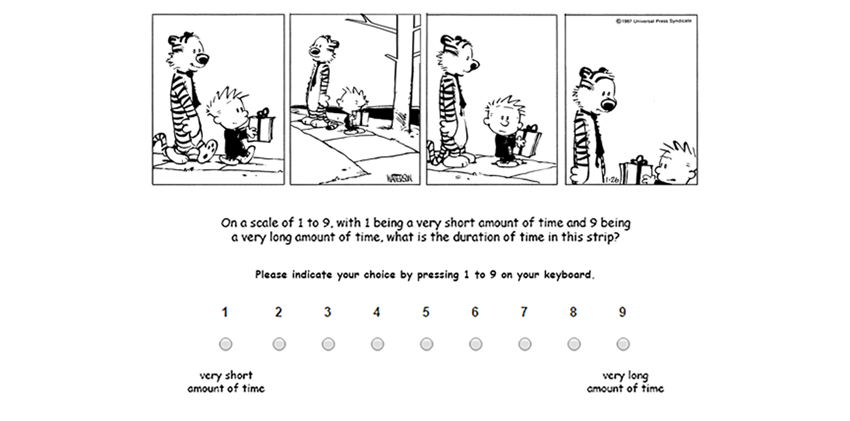 ©1987 Universal Press Syndicate
WATTERSON
1-26
On a scale of 1 to 9, with 1 being a very short amount of time and 9 being
a very long amount of time, what is the duration of time in this strip?
Please indicate your choice by pressing 1 to 9 on your keyboard.
1 2 3 4 5 6 7 8 9
very short
amount of time
very long
amount of time